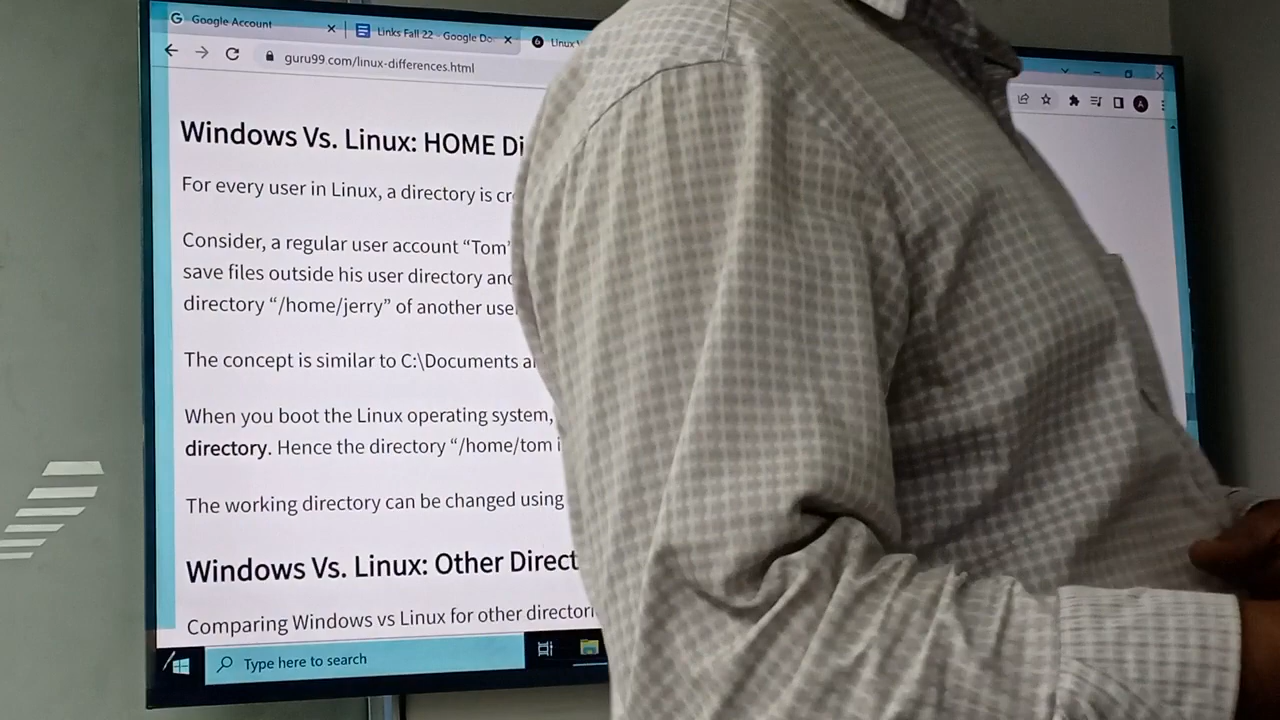 Google Account
Links Fall 22 - Google Do
Linux
guru99.com/linux-differences.html
Windows Vs. Linux: HOME Di
For every user in Linux, a directory is cr
Consider, a regular user account “Tom”
save files outside his user directory and
directory “/home/jerry” of another use
The concept is similar to C:\Documents a
When you boot the Linux operating system,
directory. Hence the directory “/home/tom i
The working directory can be changed using
Windows Vs. Linux: Other Direct
Comparing Windows vs Linux for other directori
Type here to search